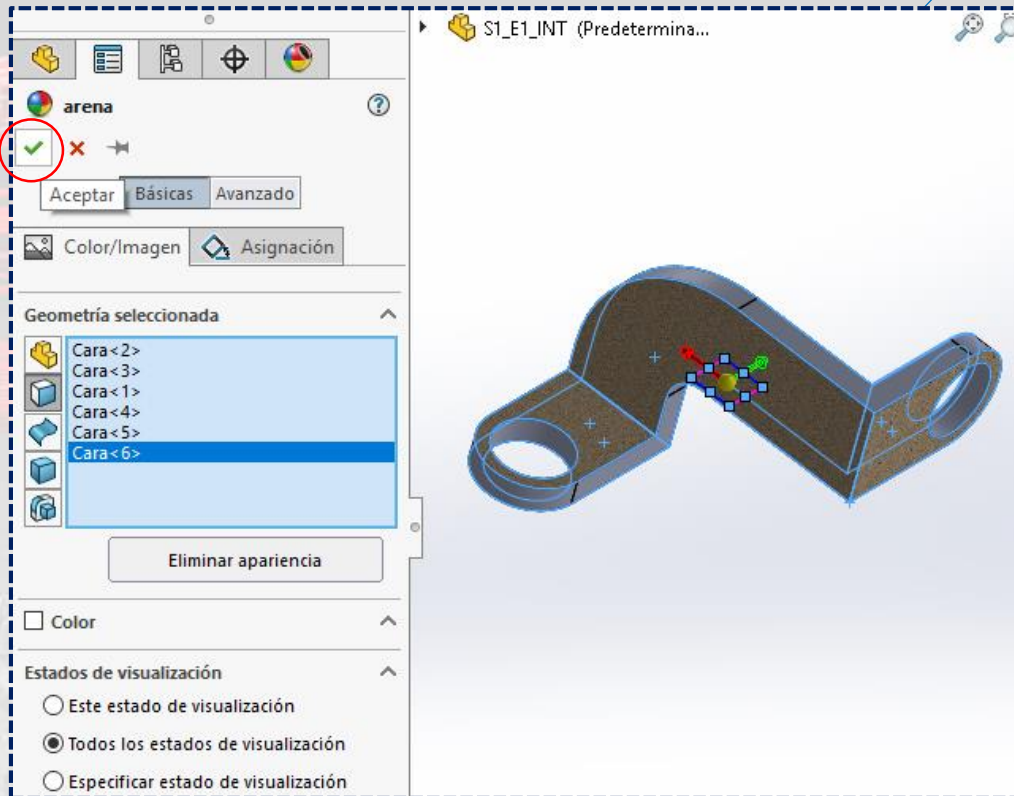 S1_E1_INT (Predetermina...
arena
Aceptar
Básicas
Avanzado
Color/Imagen
Asignación
Geometría seleccionada
Cara<2>
Cara<3>
Cara<1>
Cara<4>
Cara<5>
Cara<6>
Eliminar apariencia
Color
Estados de visualización
Este estado de visualización
Todos los estados de visualización
Especificar estado de visualización